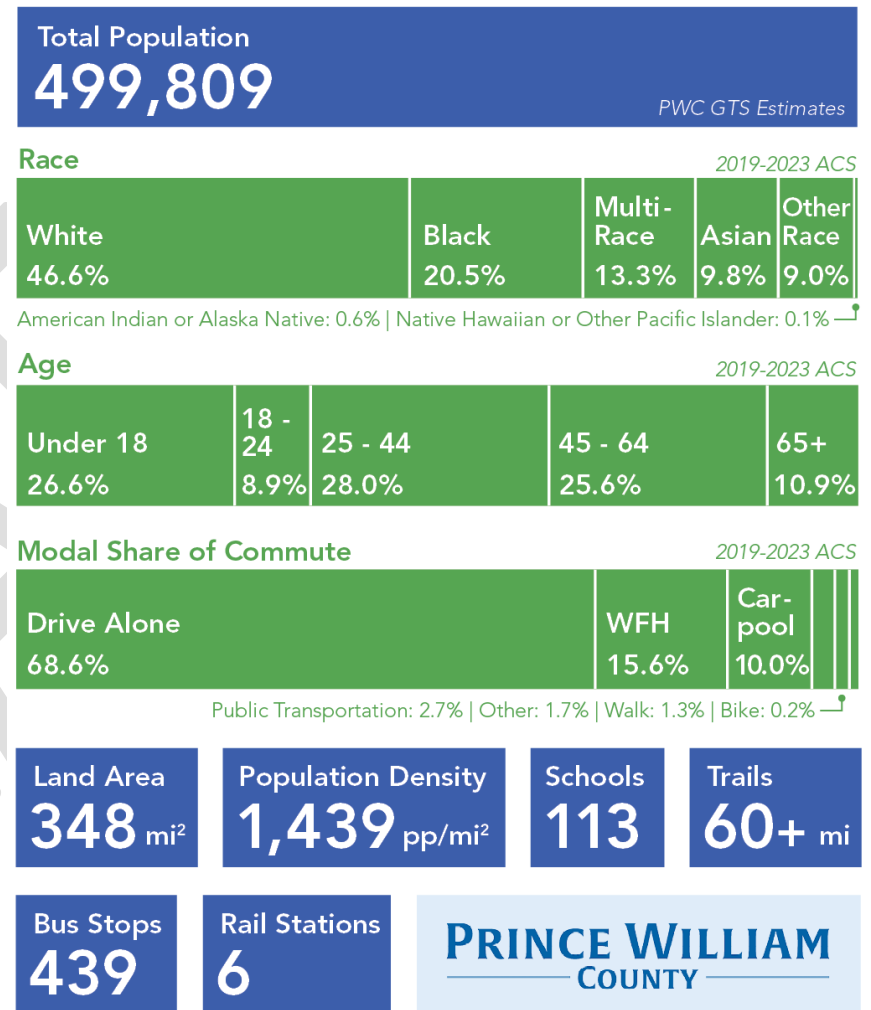 Total Population
499,809
PWC GTS Estimates
Race
2019-2023 ACS
White
46.6%
Black
20.5%
Multi-
Race
13.3%
Asian
9.8%
Other
Race
9.0%
American Indian or Alaska Native: 0.6% | Native Hawaiian or Other Pacific Islander: 0.1%
Age
2019-2023 ACS
Under 18
26.6%
18 -
24
8.9%
25 - 44
28.0%
45 - 64
25.6%
65+
10.9%
Modal Share of Commute
2019-2023 ACS
Drive Alone
68.6%
WFH
15.6%
Car-
pool
10.0%
Public Transportation: 2.7% | Other: 1.7% | Walk: 1.3% | Bike: 0.2%
Land Area
348 mi²
Population Density
1,439 pp/mi²
Schools
113
Trails
60+ mi
Bus Stops
439
Rail Stations
6
PRINCE WILLIAM
COUNTY